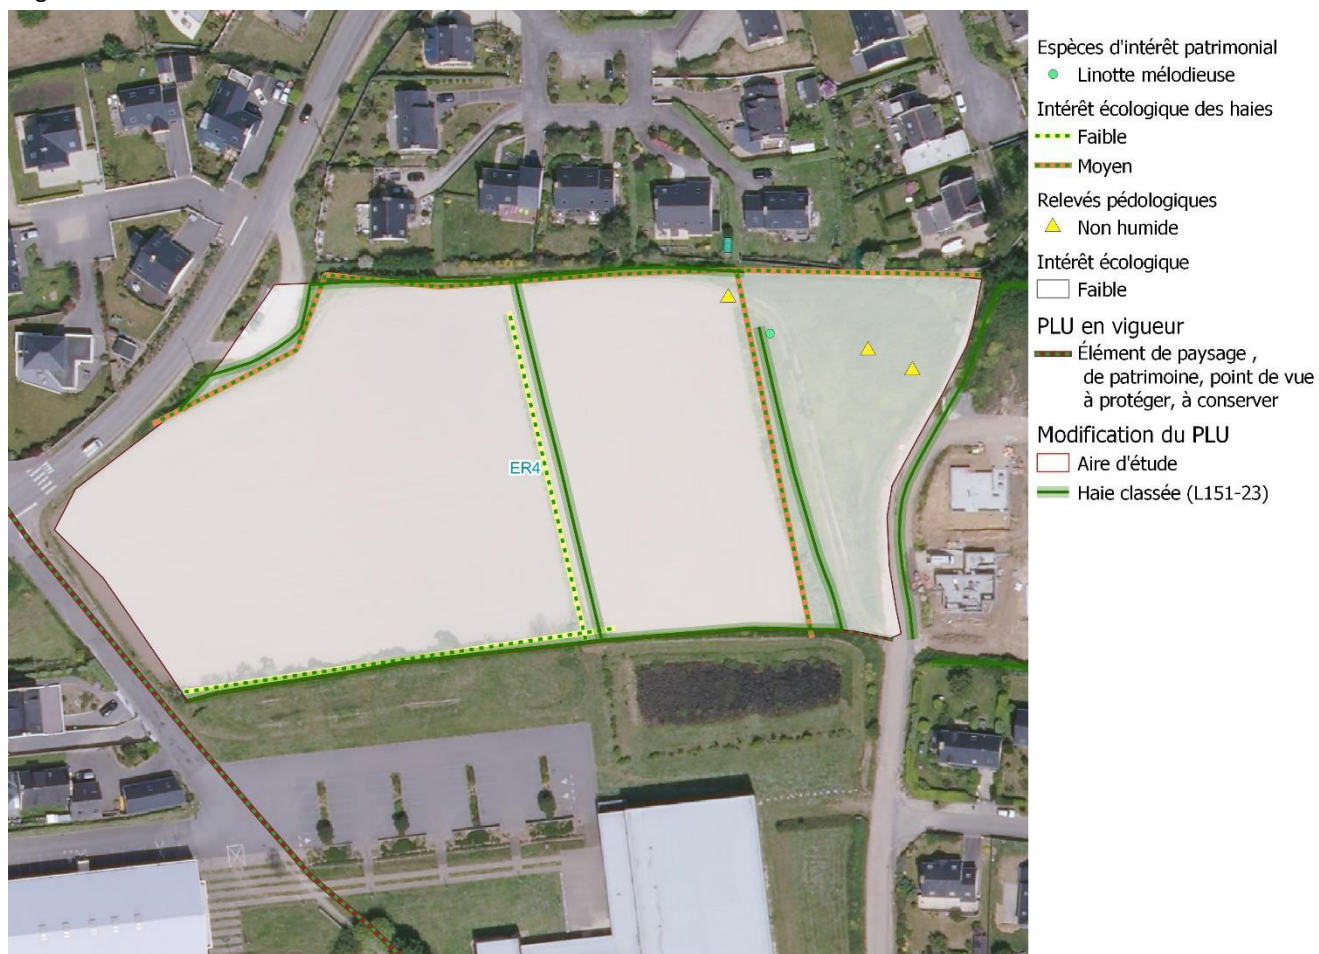 Espèces d'intérêt patrimonial
Linotte mélodieuse
Intérêt écologique des haies
Faible
Moyen
Relevés pédologiques
Non humide
Intérêt écologique
Faible
PLU en vigueur
Élément de paysage ,
de patrimoine, point de vue
à protéger, à conserver
Modification du PLU
Aire d'étude
Haie classée (L151-23)
ER4